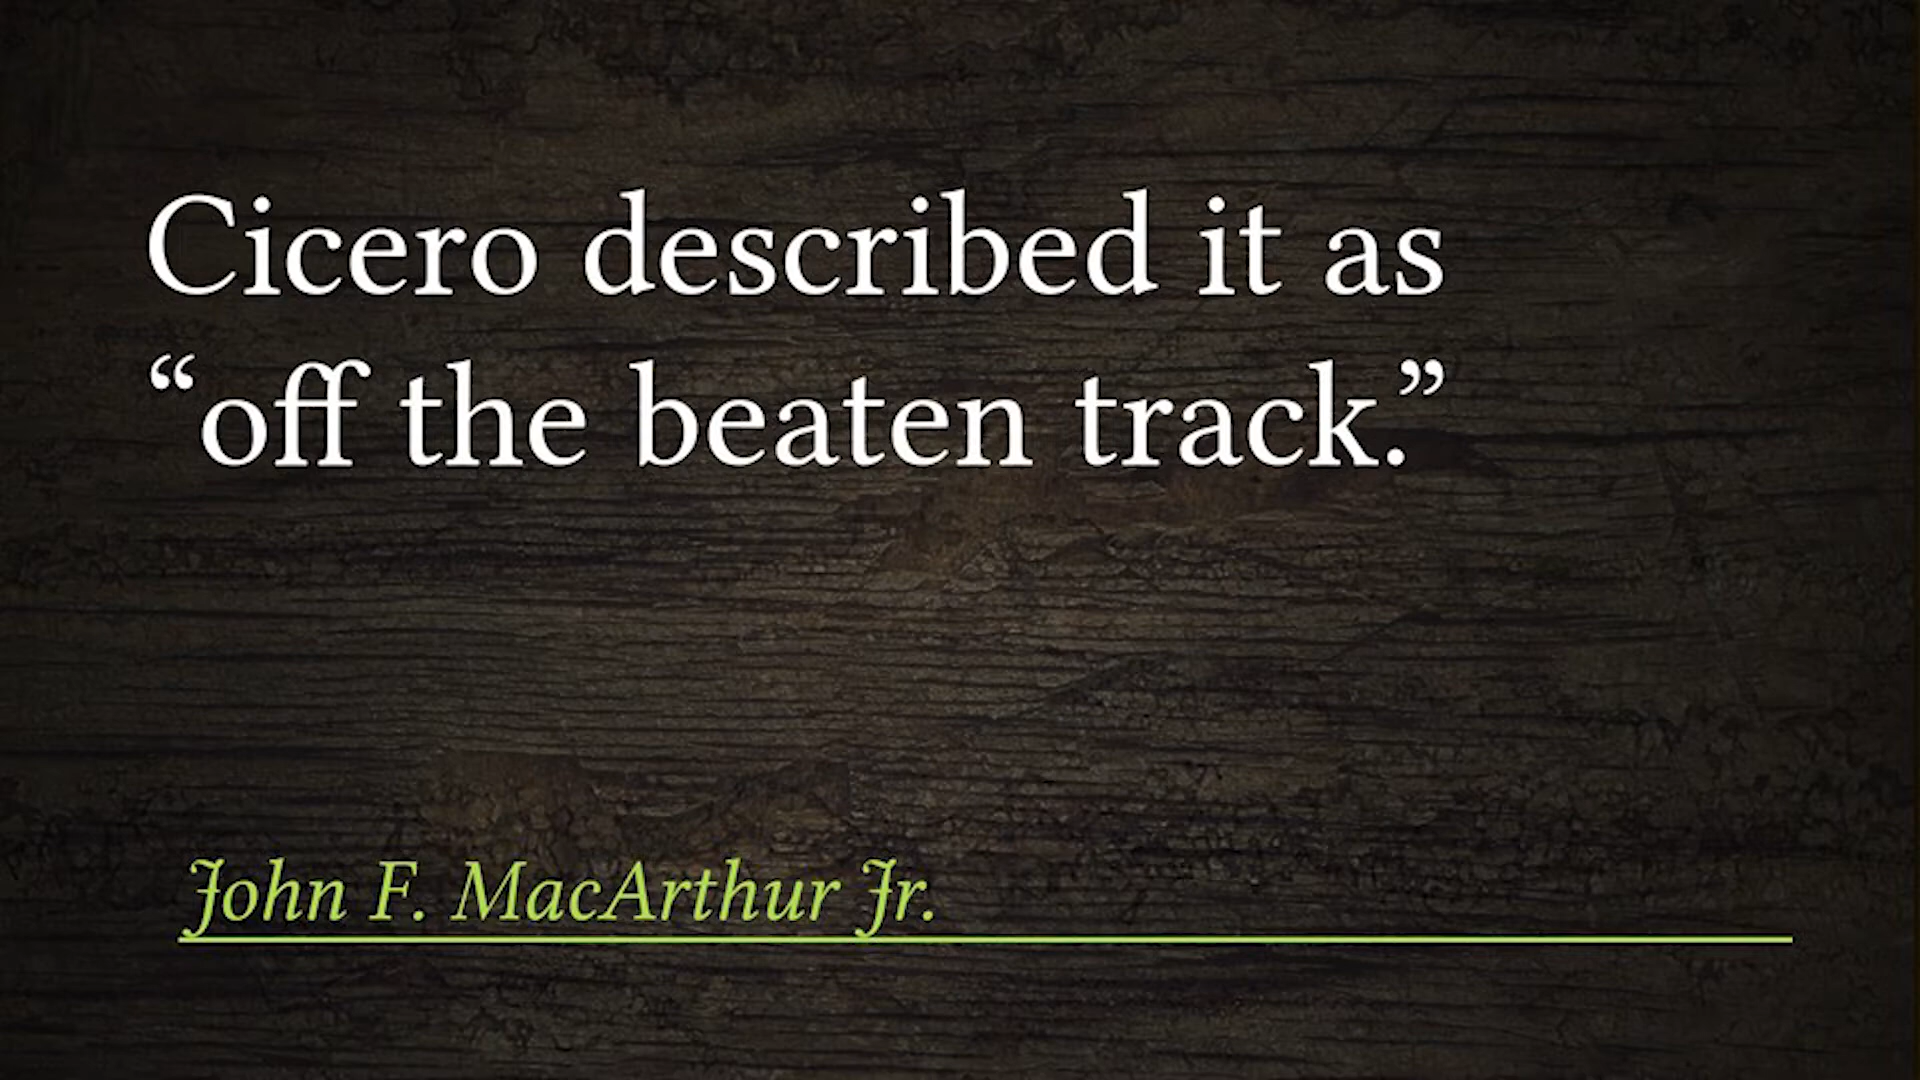 Cicero described it as
“off the beaten track.”
John F. MacArthur Jr.